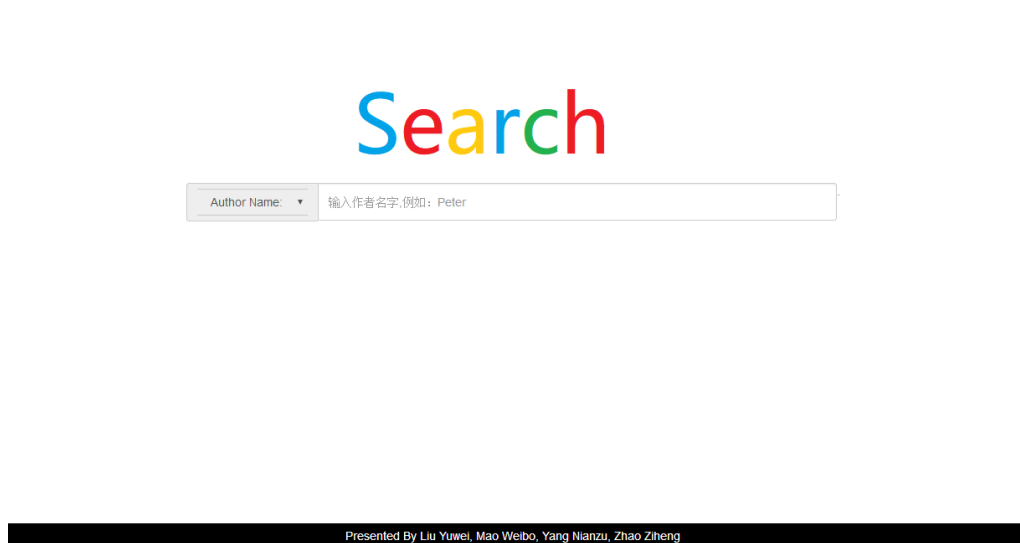 Search
Author Name: ▼ 输入作者名字,例如：Peter
Presented By Liu Yuwei, Mao Weibo, Yang Nianzu, Zhao Ziheng